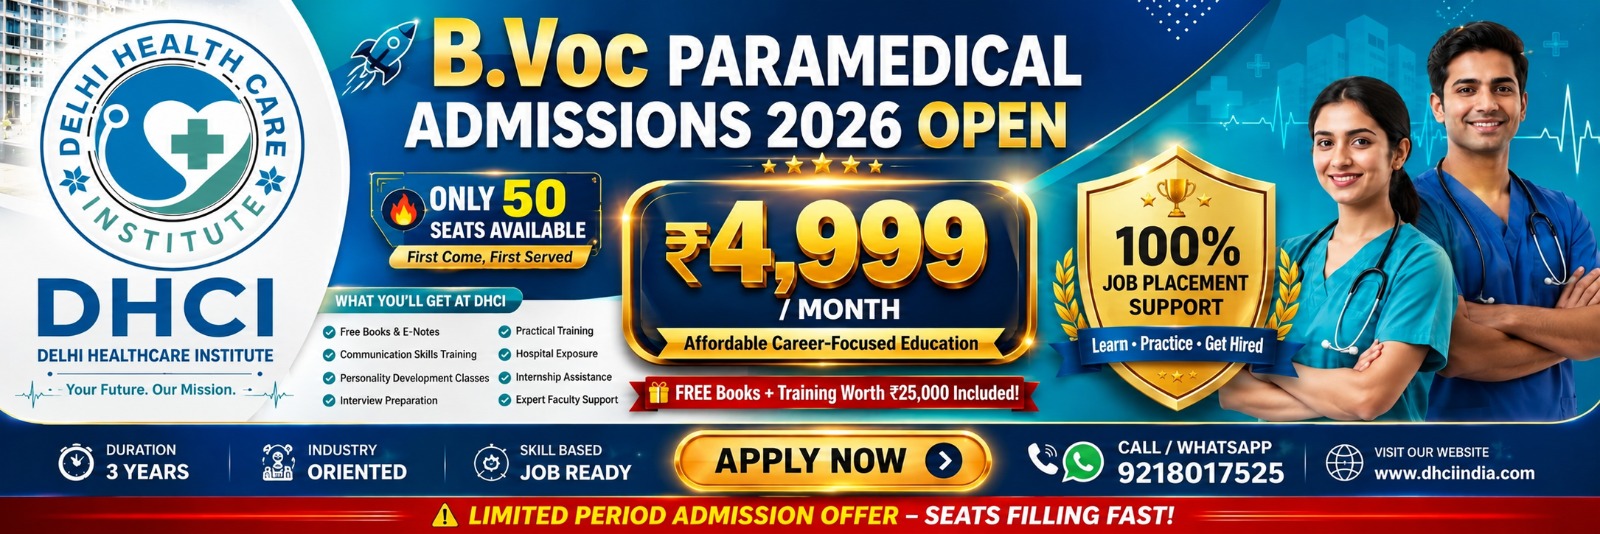 DELHI HEALTH CARE
INSTITUTE
DHCI
DELHI HEALTHCARE INSTITUTE
Your Future. Our Mission.
B.Voc PARAMEDICAL
ADMISSIONS 2026 OPEN
ONLY 50
SEATS AVAILABLE
First Come, First Served
WHAT YOU'LL GET AT DHCI
Free Books & E-Notes
Communication Skills Training
Personality Development Classes
Interview Preparation
Practical Training
Hospital Exposure
Internship Assistance
Expert Faculty Support
₹4,999
/ MONTH
Affordable Career-Focused Education
FREE Books + Training Worth ₹25,000 Included!
100%
JOB PLACEMENT
SUPPORT
Learn • Practice • Get Hired
DURATION
3 YEARS
INDUSTRY
ORIENTED
SKILL BASED
JOB READY
APPLY NOW
CALL / WHATSAPP
9218017525
VISIT OUR WEBSITE
www.dhciindia.com
LIMITED PERIOD ADMISSION OFFER – SEATS FILLING FAST!